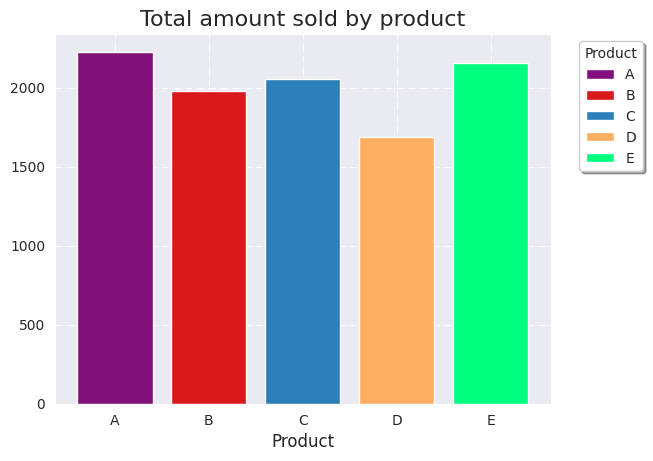 Total amount sold by product
Product
A
B
C
D
E
2000
1500
1000
500
0
A B C D E
Product